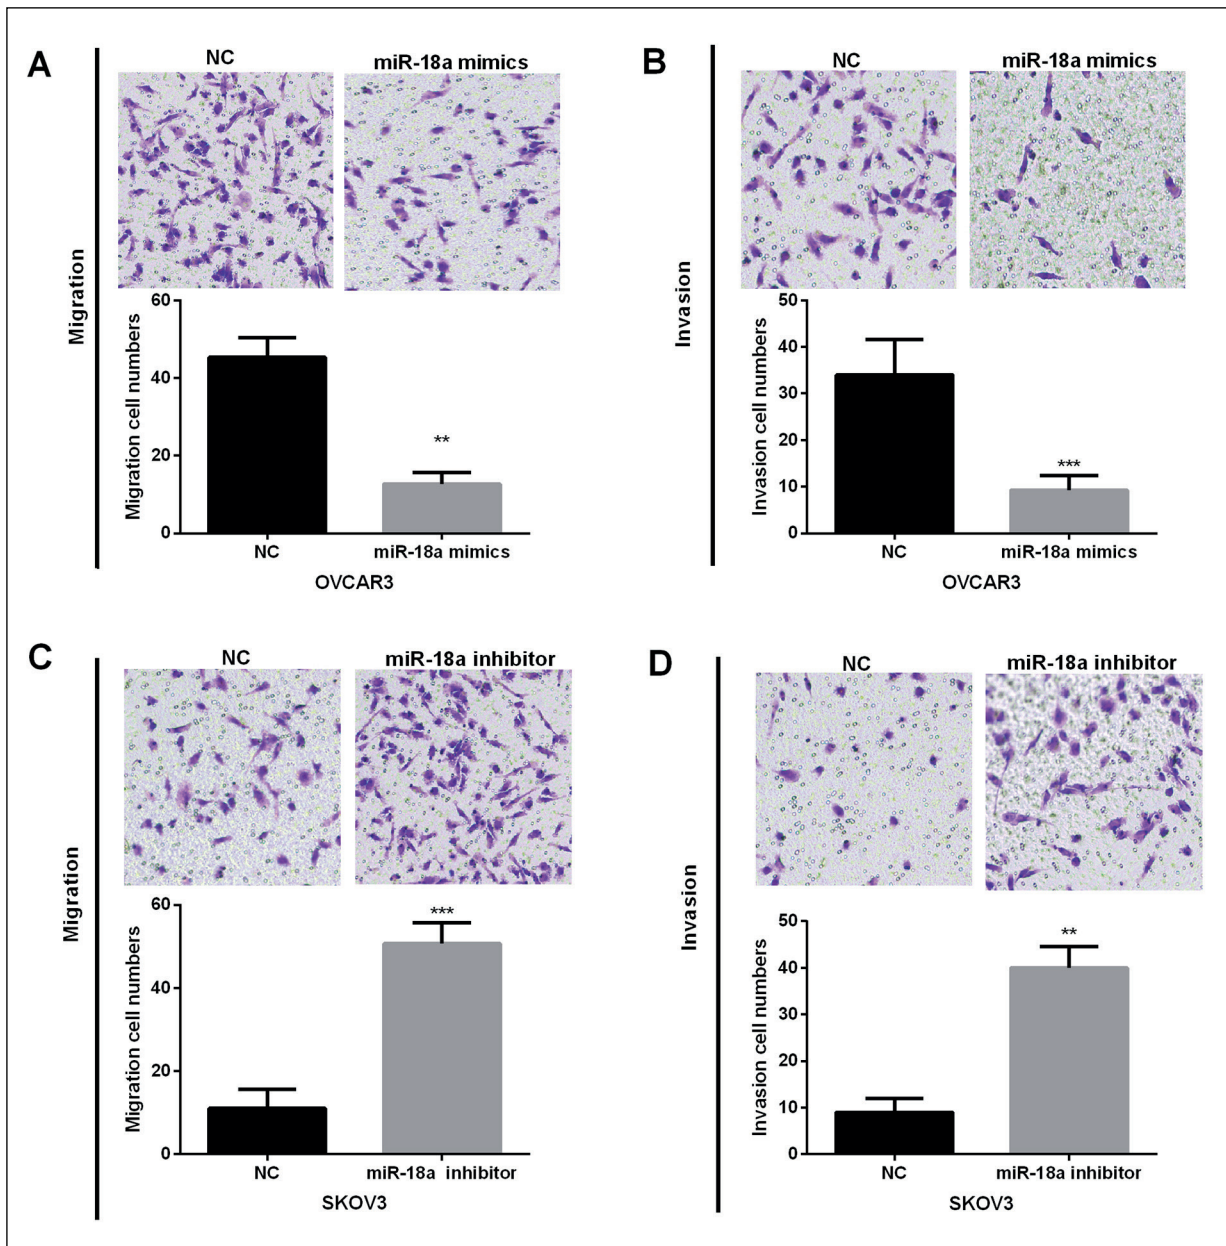 A
NC
miR-18a mimics
Migration
Migration cell numbers
60
40
20
0
**
NC
miR-18a mimics
OVCAR3
B
NC
miR-18a mimics
Invasion
Invasion cell numbers
50
40
30
20
10
0
***
NC
miR-18a mimics
OVCAR3
C
NC
miR-18a inhibitor
Migration
Migration cell numbers
60
40
20
0
***
NC
miR-18a inhibitor
SKOV3
D
NC
miR-18a inhibitor
Invasion
Invasion cell numbers
50
40
30
20
10
0
**
NC
miR-18a inhibitor
SKOV3